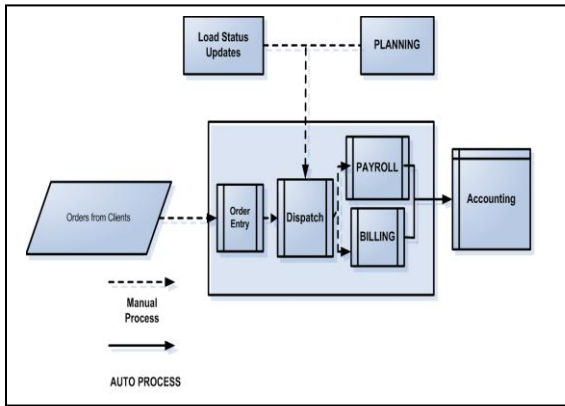 Load Status
Updates
PLANNING
PAYROLL
Orders from Clients
Order
Entry
Dispatch
Accounting
BILLING
Manual
Process
AUTO PROCESS